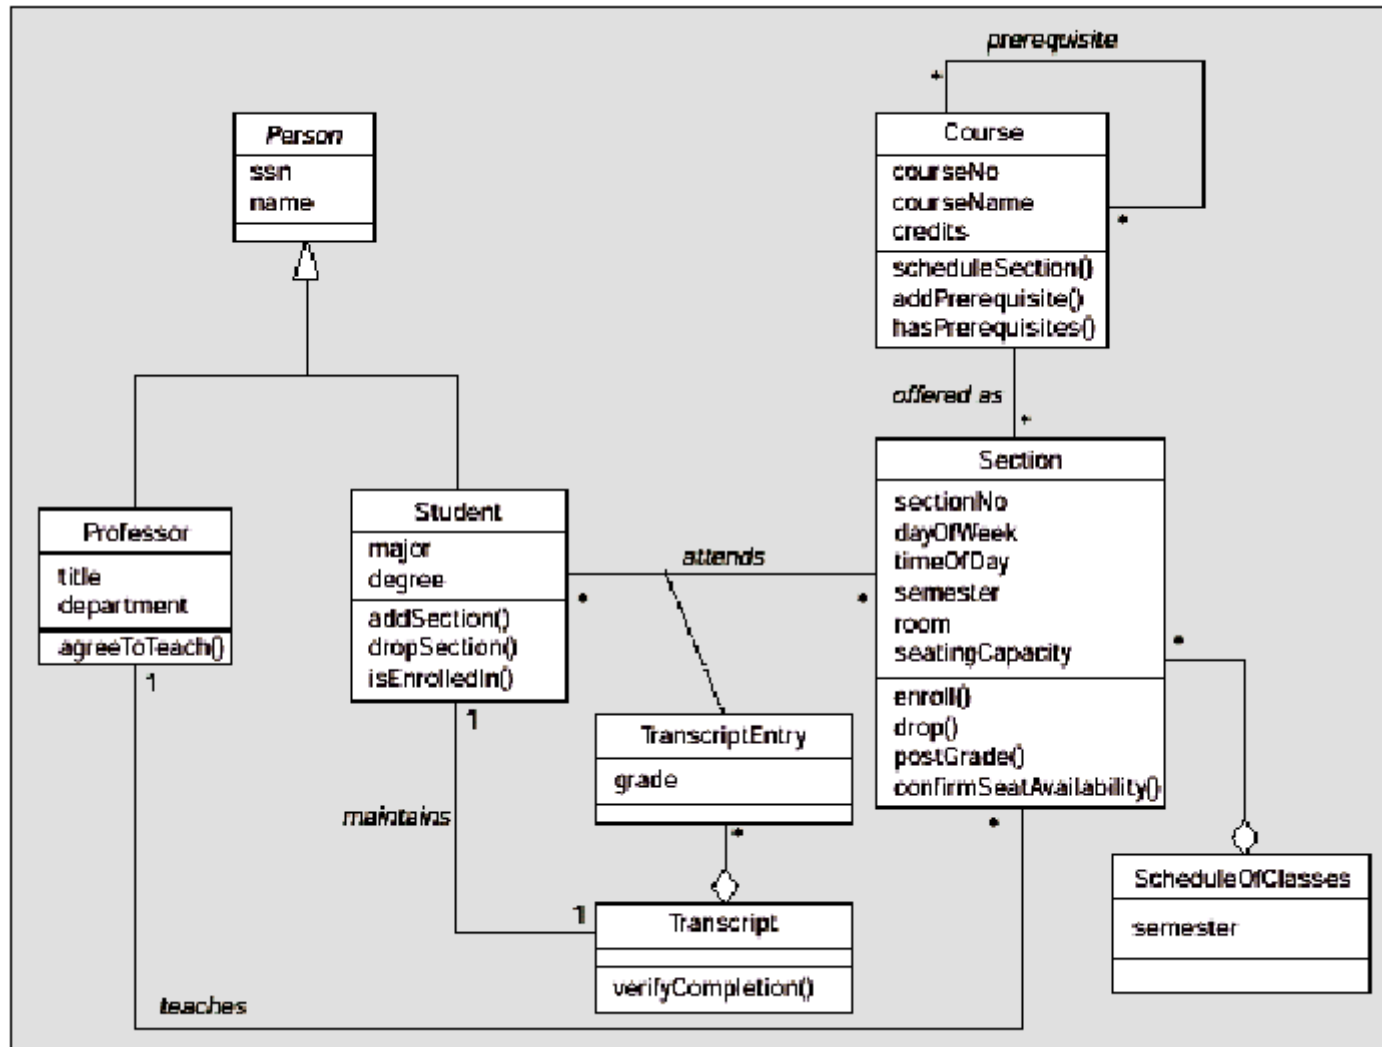 prerequisite
*
Course
courseNo
courseName
credits
*
scheduleSection()
addPrerequisite()
hasPrerequisites()
Person
ssn
name
offered as
*
Section
sectionNo
dayOfWeek
timeOfDay
semester
room
seatingCapacity
*
enroll()
drop()
postGrade()
confirmSeatAvailability()
*
Professor
title
department
agreeToTeach()
1
Student
major
degree
addSection()
dropSection()
isEnrolledIn()
1
attends
*
*
TranscriptEntry
grade
*
maintains
1
Transcript
verifyCompletion()
ScheduleOfClasses
semester
teaches